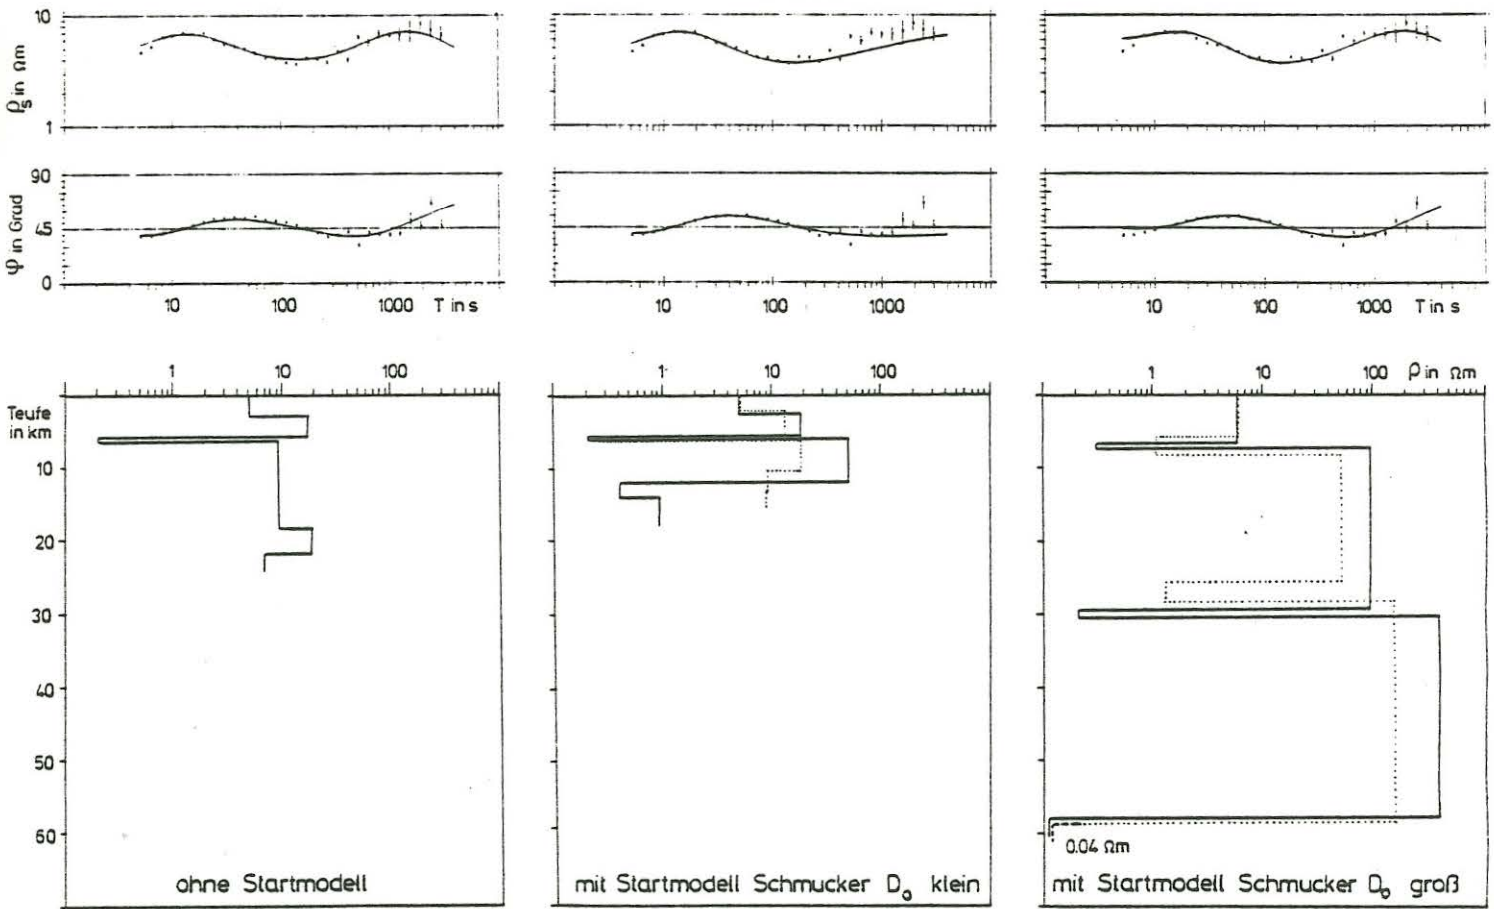 10
ρs in Ωm
1
90
φ in Grad
45
0
10 100 1000 T in s
10 100 1000
10 100 1000 T in s
1 10 100
1 10 100
1 10 100 ρ in Ωm
Teufe
in km
10
20
30
40
50
60
0.04 Ωm
ohne Startmodell
mit Startmodell Schmucker D₀ klein
mit Startmodell Schmucker D₀ groß